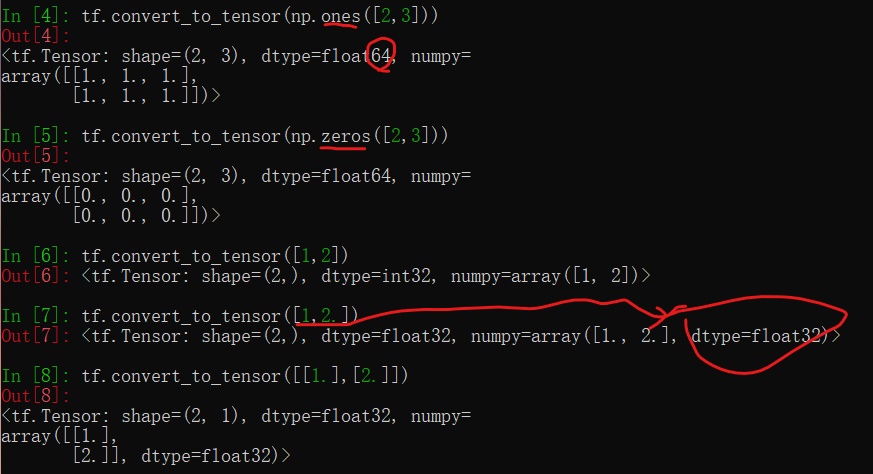 In [4]: tf.convert_to_tensor(np.ones([2,3]))
Out[4]:
<tf.Tensor: shape=(2, 3), dtype=float64, numpy=
array([[1., 1., 1.],
       [1., 1., 1.]])>
In [5]: tf.convert_to_tensor(np.zeros([2,3]))
Out[5]:
<tf.Tensor: shape=(2, 3), dtype=float64, numpy=
array([[0., 0., 0.],
       [0., 0., 0.]])>
In [6]: tf.convert_to_tensor([1,2])
Out[6]: <tf.Tensor: shape=(2,), dtype=int32, numpy=array([1, 2])>
In [7]: tf.convert_to_tensor([1,2.])
Out[7]: <tf.Tensor: shape=(2,), dtype=float32, numpy=array([1., 2.], dtype=float32)>
In [8]: tf.convert_to_tensor([[1.],[2.]])
Out[8]:
<tf.Tensor: shape=(2, 1), dtype=float32, numpy=
array([[1.],
       [2.]], dtype=float32)>